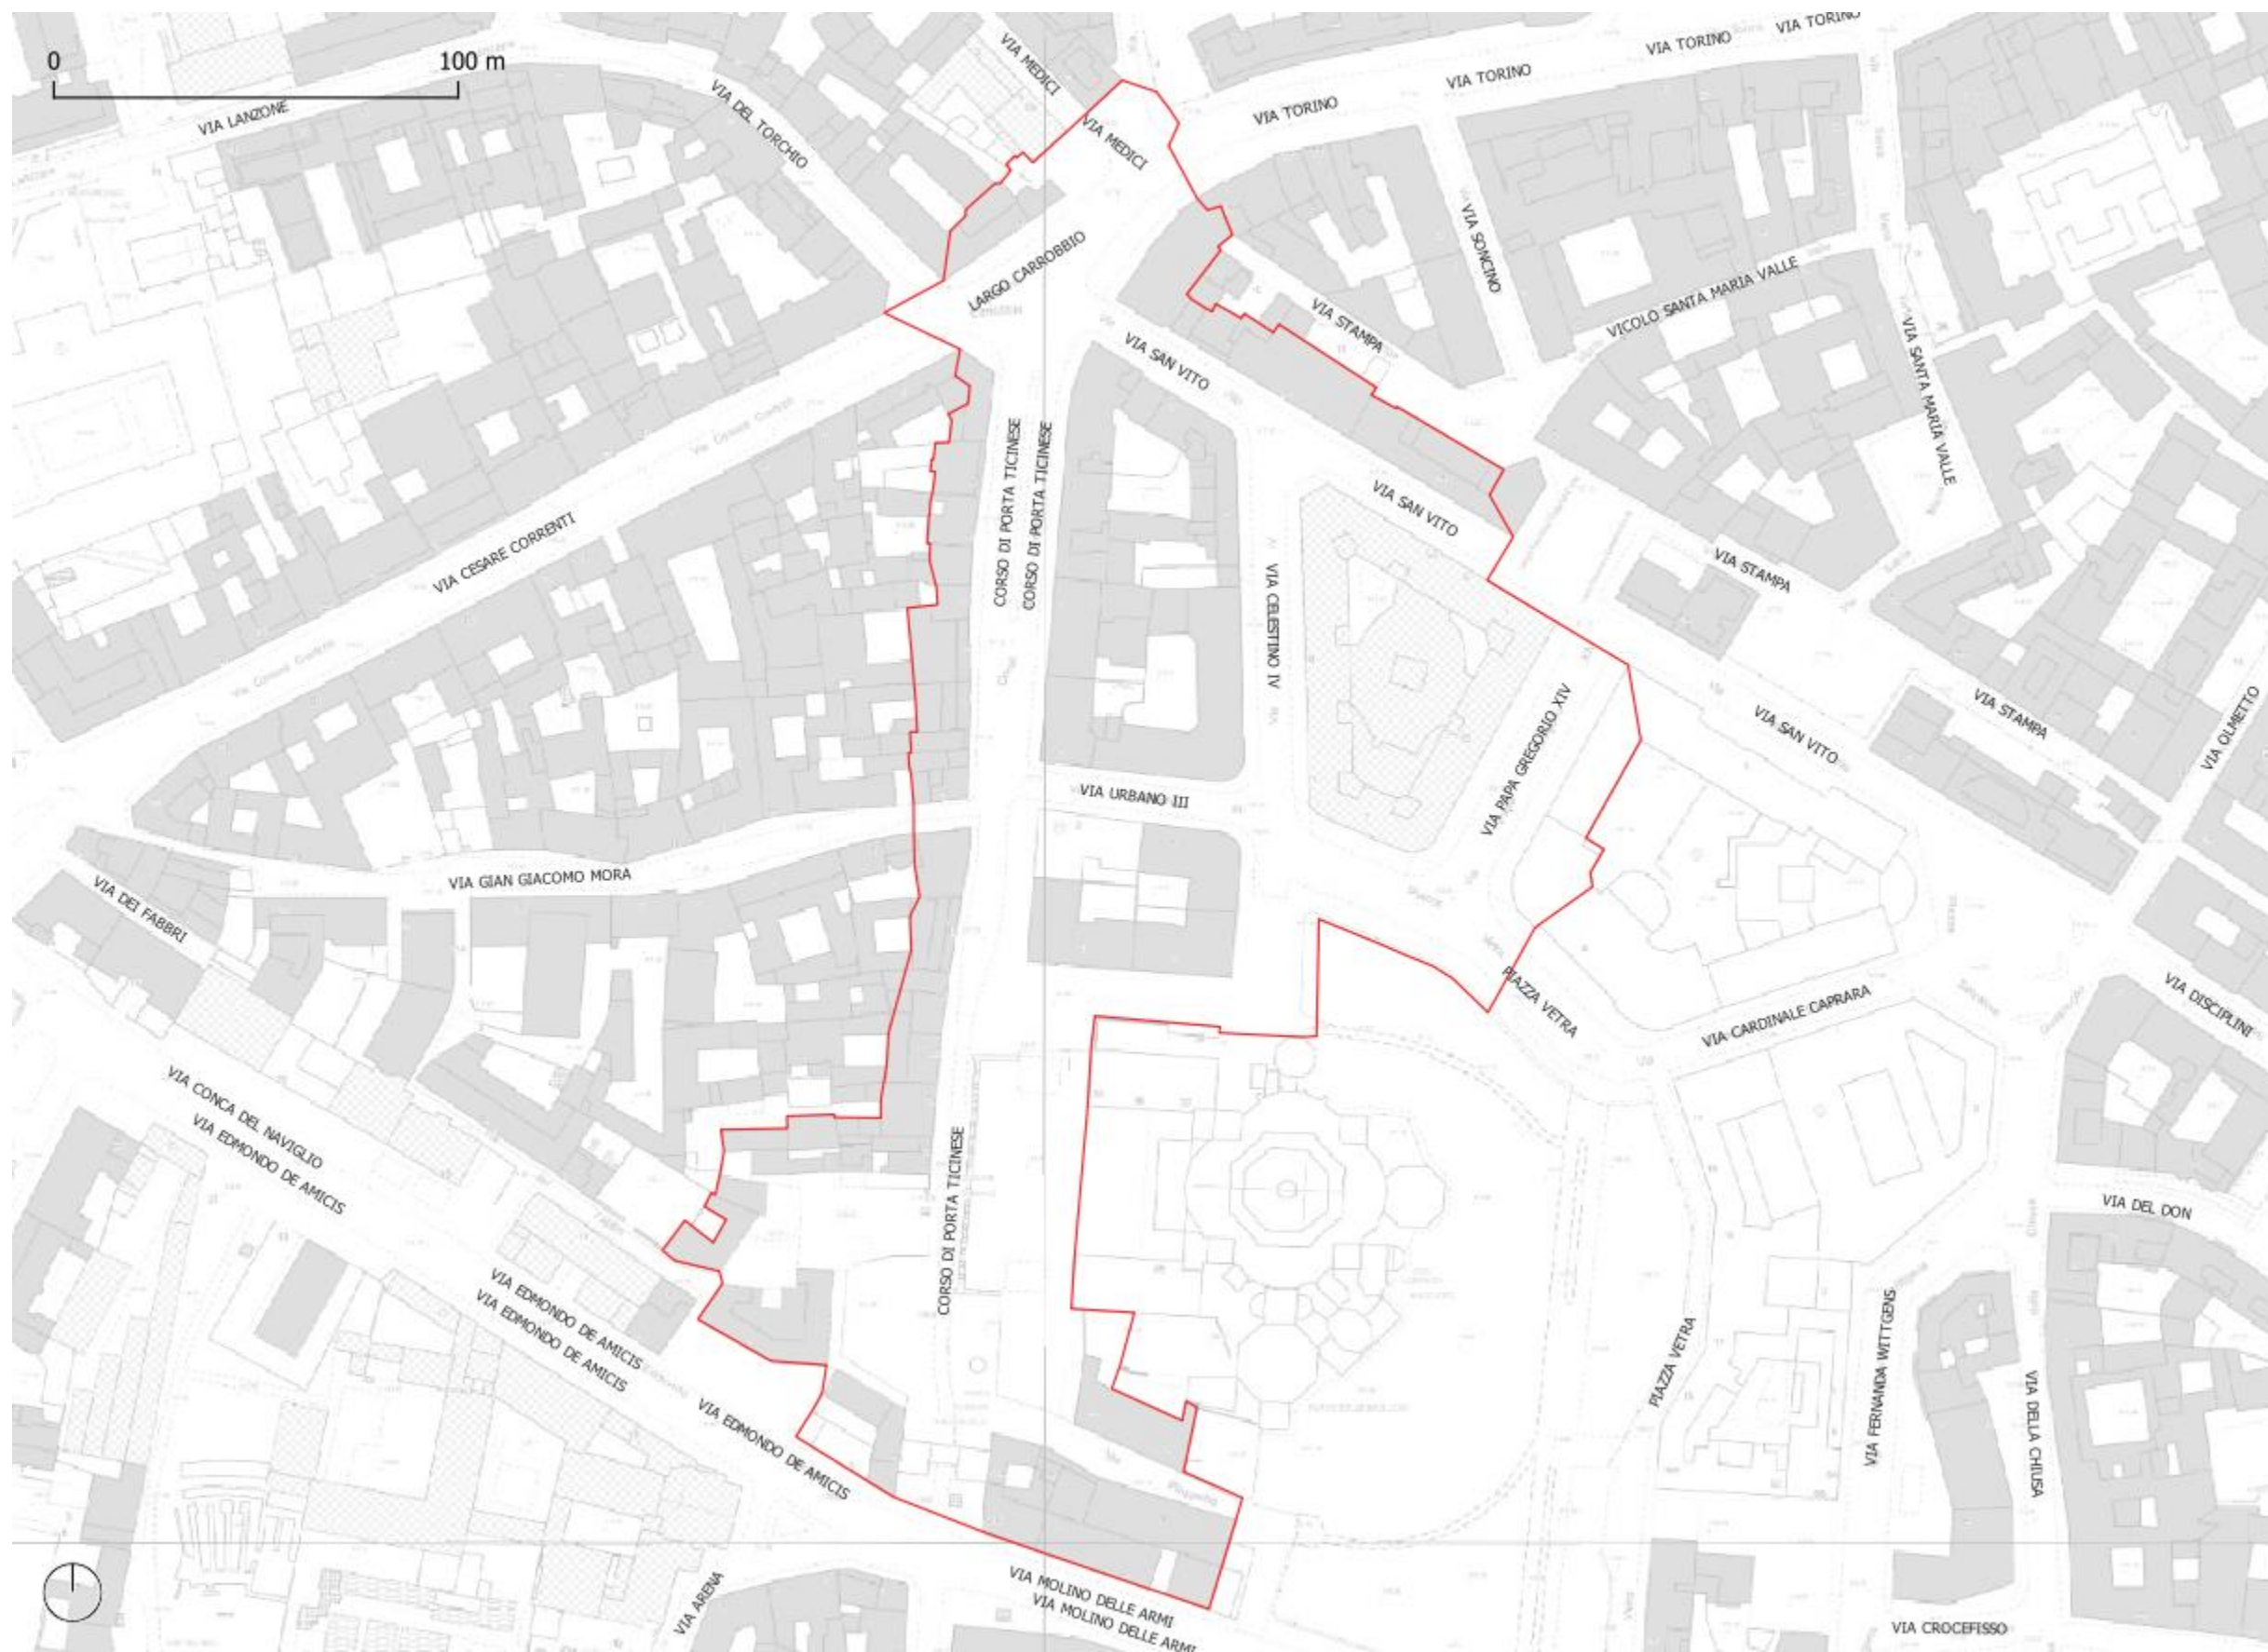 0
100 m
VIA TORINO
VIA TORINO
VIA TORINO
VIA TORINO
VIA MEDICI
VIA MEDICI
VIA LANZONE
VIA DEL TORCHIO
LARGO CARROBBIO
VIA SONCINO
VICOLO SANTA MARIA VALLE
VIA SANTA MARIA VALLE
VIA STAMPA
VIA SAN VITO
VIA CESARE CORRENTI
CORSO DI PORTA TICINESE
CORSO DI PORTA TICINESE
VIA SAN VITO
VIA STAMPA
VIA CELESTINO IV
VIA PAPA GREGORIO XIV
VIA SAN VITO
VIA STAMPA
VIA OLMETTO
VIA URBANO III
VIA GIAN GIACOMO MORA
VIA DEI FABBRI
PIAZZA VETRA
VIA CARDINALE CAPRARA
VIA DISCIPLINI
VIA CONCA DEL NAVIGLIO
VIA EDMONDO DE AMICIS
CORSO DI PORTA TICINESE
VIA DEL DON
VIA EDMONDO DE AMICIS
VIA EDMONDO DE AMICIS
VIA EDMONDO DE AMICIS
PIAZZA VETRA
VIA FERNANDA WITTGENS
VIA DELLA CHIUSA
VIA ARENA
VIA MOLINO DELLE ARMI
VIA MOLINO DELLE ARMI
VIA CROCEFISSO